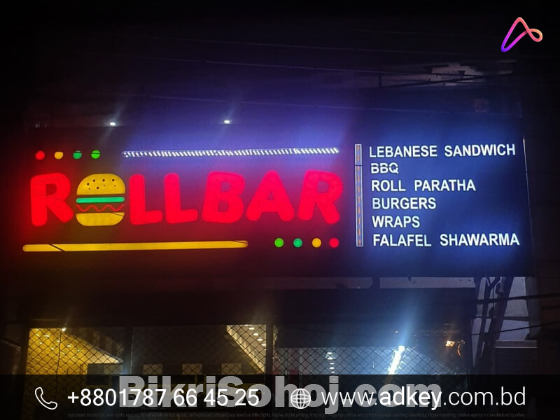 ROLLBAR
LEBANESE SANDWICH
BBQ
ROLL PARATHA
BURGERS
WRAPS
FALAFEL SHAWARMA
BikriSohoj.com
+8801787 66 45 25
www.adkey.com.bd